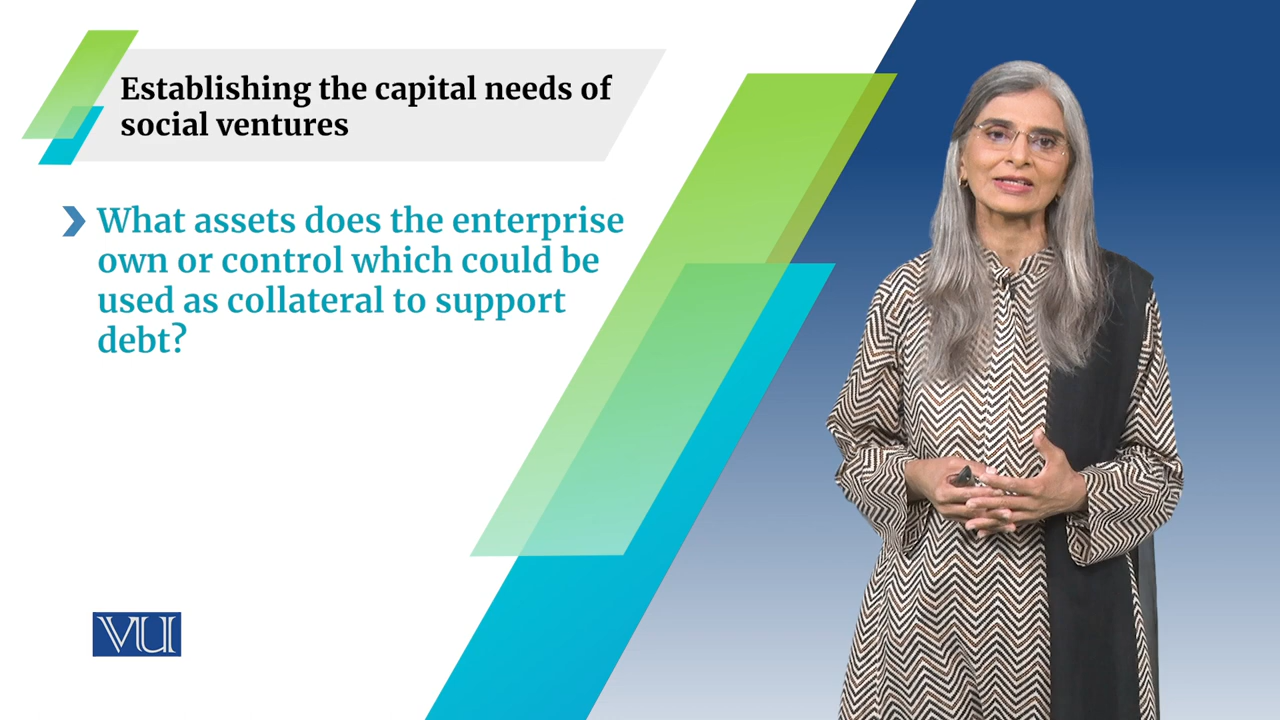 Establishing the capital needs of
social ventures
What assets does the enterprise
own or control which could be
used as collateral to support
debt?
VU